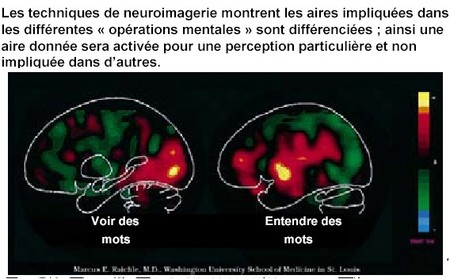 Les techniques de neuroimagerie montrent les aires impliquées dans
les différentes « opérations mentales » sont différenciées ; ainsi une
aire donnée sera activée pour une perception particulière et non
impliquée dans d'autres.
Voir des
mots
Entendre des
mots
Marcus E. Raichle, M.D., Washington University School of Medicine in St. Louis